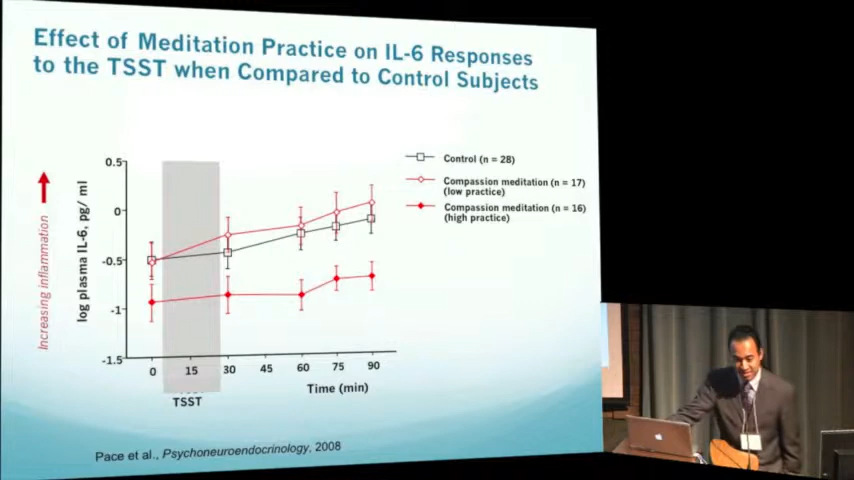 Effect of Meditation Practice on IL-6 Responses
to the TSST when Compared to Control Subjects
Increasing inflammation
log plasma IL-6, pg/ ml
0.5
0
-0.5
-1
-1.5
Control (n = 28)
Compassion meditation (n = 17)
(low practice)
Compassion meditation (n = 16)
(high practice)
0 15 30 45 60 75 90
Time (min)
TSST
Pace et al., Psychoneuroendocrinology, 2008